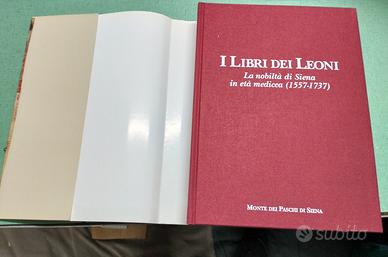 I LIBRI DEI LEONI
La nobiltà di Siena
in età medicea (1557-1737)
MONTE DEI PASCHI DI SIENA
subito